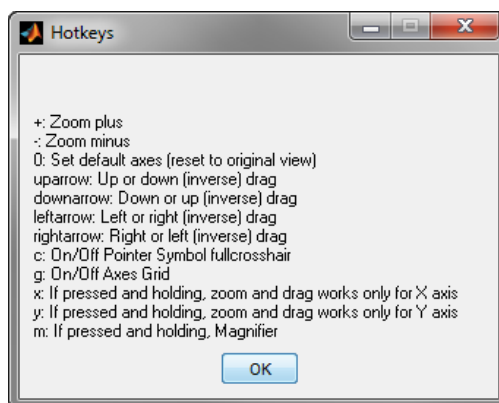 Hotkeys
+: Zoom plus
-: Zoom minus
0: Set default axes (reset to original view)
uparrow: Up or down (inverse) drag
downarrow: Down or up (inverse) drag
leftarrow: Left or right (inverse) drag
rightarrow: Right or left (inverse) drag
c: On/Off Pointer Symbol fullcrosshair
g: On/Off Axes Grid
x: If pressed and holding, zoom and drag works only for X axis
y: If pressed and holding, zoom and drag works only for Y axis
m: If pressed and holding, Magnifier
OK